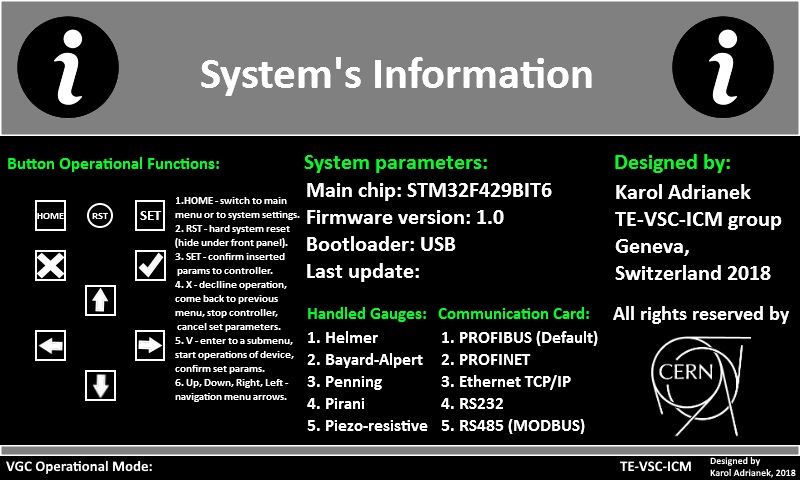 System's Information
Button Operational Functions:
HOME
RST
SET
1.HOME - switch to main
menu or to system settings.
2. RST - hard system reset
(hide under front panel).
3. SET - confirm inserted
params to controller.
4. X - declline operation,
come back to previous
menu, stop controller,
cancel set parameters.
5. V - enter to a submenu,
start operations of device,
confirm set params.
6. Up, Down, Right, Left -
navigation menu arrows.
System parameters:
Main chip: STM32F429BIT6
Firmware version: 1.0
Bootloader: USB
Last update:
Handled Gauges:
1. Helmer
2. Bayard-Alpert
3. Penning
4. Pirani
5. Piezo-resistive
Communication Card:
1. PROFIBUS (Default)
2. PROFINET
3. Ethernet TCP/IP
4. RS232
5. RS485 (MODBUS)
Designed by:
Karol Adrianek
TE-VSC-ICM group
Geneva,
Switzerland 2018
All rights reserved by
CERN
VGC Operational Mode:
TE-VSC-ICM
Designed by
Karol Adrianek, 2018